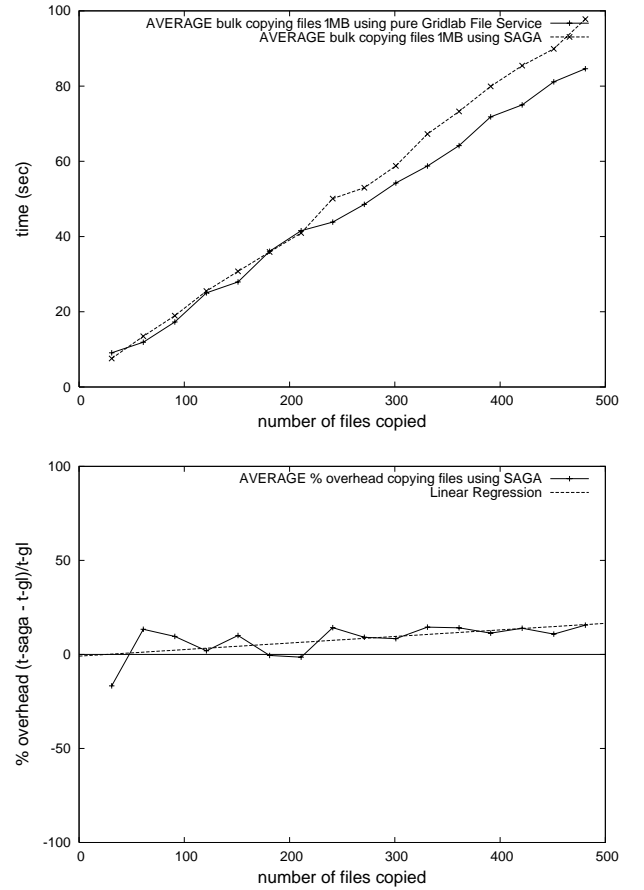 100
80
60
40
20
0
time (sec)
AVERAGE bulk copying files 1MB using pure Gridlab File Service
AVERAGE bulk copying files 1MB using SAGA
0 100 200 300 400 500
number of files copied
100
50
0
-50
-100
% overhead (t-saga - t-gl)/t-gl
AVERAGE % overhead copying files using SAGA
Linear Regression
0 100 200 300 400 500
number of files copied